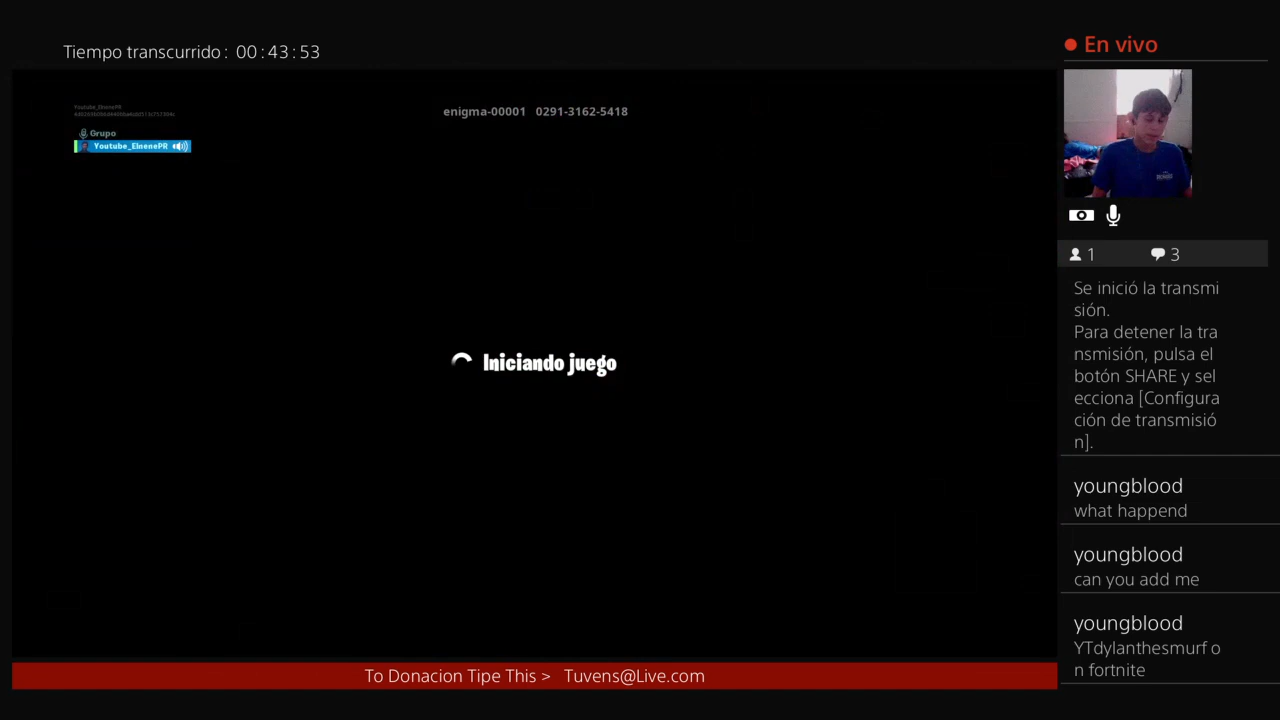 Tiempo transcurrido: 00:43:53
En vivo
Youtube_ElnenePR
enigma-00001 0291-3162-5418
Grupo
Youtube_ElnenePR
1 3
Se inició la transmi
sión.
Para detener la tra
nsmisión, pulsa el
botón SHARE y sel
ecciona [Configura
ción de transmisió
n].
Iniciando juego
youngblood
what happend
youngblood
can you add me
youngblood
YTdylanthesmurf o
n fortnite
To Donacion Tipe This > Tuvens@Live.com